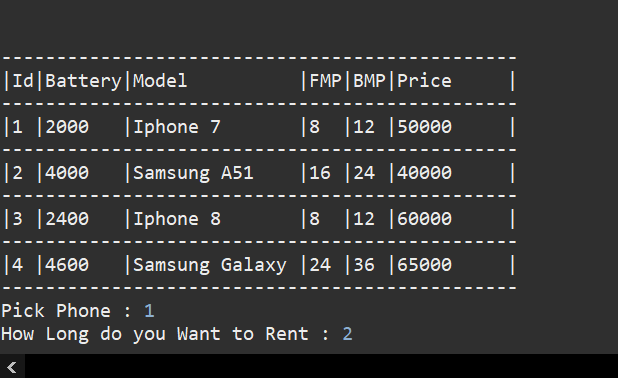 -----------------------------------------------
|Id|Battery|Model          |FMP|BMP|Price     |
-----------------------------------------------
|1 |2000   |Iphone 7       |8  |12 |50000     |
-----------------------------------------------
|2 |4000   |Samsung A51    |16 |24 |40000     |
-----------------------------------------------
|3 |2400   |Iphone 8       |8  |12 |60000     |
-----------------------------------------------
|4 |4600   |Samsung Galaxy |24 |36 |65000     |
-----------------------------------------------
Pick Phone : 1
How Long do you Want to Rent : 2